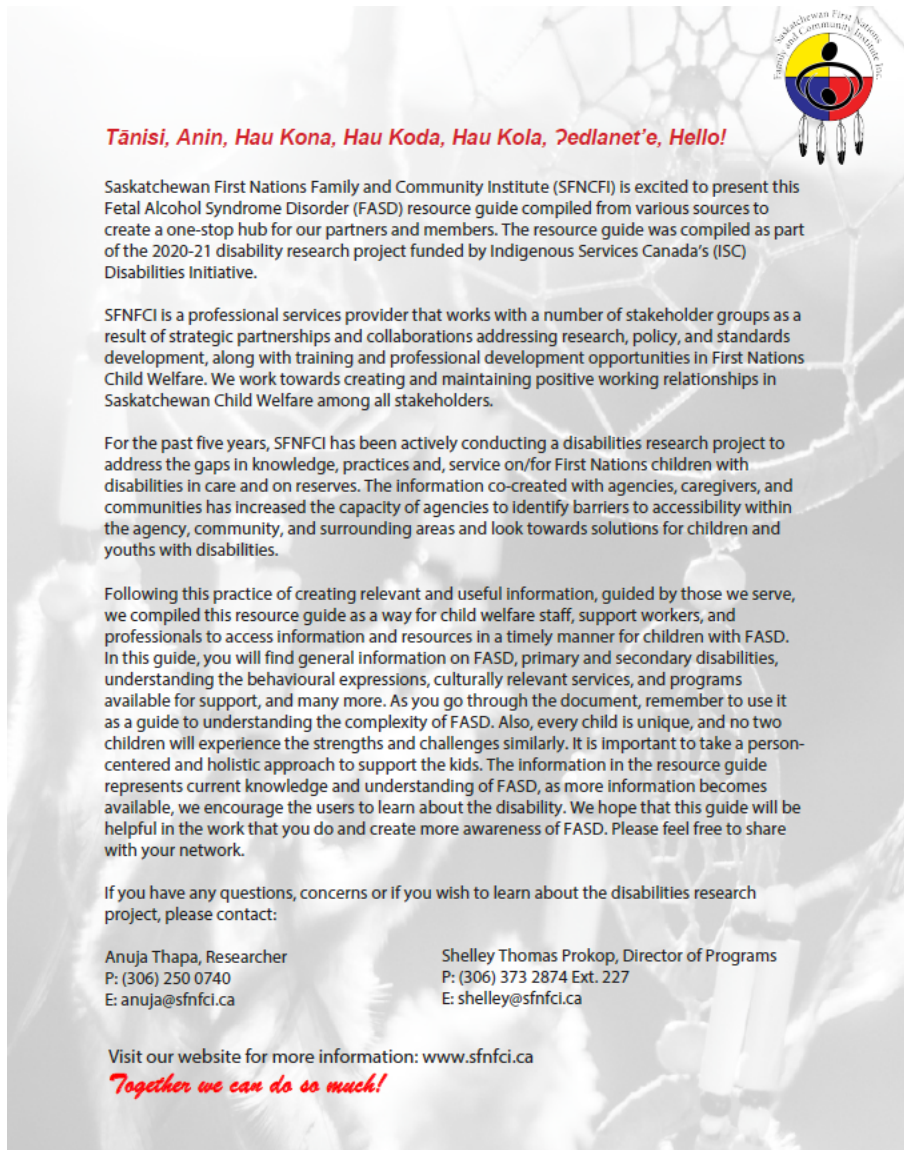 Saskatchewan First Nations
Family and Community Institute Inc.
Tānisi, Anin, Hau Kona, Hau Koda, Hau Kola, Ɂedlanet’e, Hello!
Saskatchewan First Nations Family and Community Institute (SFNCFI) is excited to present this
Fetal Alcohol Syndrome Disorder (FASD) resource guide compiled from various sources to
create a one-stop hub for our partners and members. The resource guide was compiled as part
of the 2020-21 disability research project funded by Indigenous Services Canada’s (ISC)
Disabilities Initiative.
SFNFCI is a professional services provider that works with a number of stakeholder groups as a
result of strategic partnerships and collaborations addressing research, policy, and standards
development, along with training and professional development opportunities in First Nations
Child Welfare. We work towards creating and maintaining positive working relationships in
Saskatchewan Child Welfare among all stakeholders.
For the past five years, SFNFCI has been actively conducting a disabilities research project to
address the gaps in knowledge, practices and, service on/for First Nations children with
disabilities in care and on reserves. The information co-created with agencies, caregivers, and
communities has increased the capacity of agencies to identify barriers to accessibility within
the agency, community, and surrounding areas and look towards solutions for children and
youths with disabilities.
Following this practice of creating relevant and useful information, guided by those we serve,
we compiled this resource guide as a way for child welfare staff, support workers, and
professionals to access information and resources in a timely manner for children with FASD.
In this guide, you will find general information on FASD, primary and secondary disabilities,
understanding the behavioural expressions, culturally relevant services, and programs
available for support, and many more. As you go through the document, remember to use it
as a guide to understanding the complexity of FASD. Also, every child is unique, and no two
children will experience the strengths and challenges similarly. It is important to take a person-
centered and holistic approach to support the kids. The information in the resource guide
represents current knowledge and understanding of FASD, as more information becomes
available, we encourage the users to learn about the disability. We hope that this guide will be
helpful in the work that you do and create more awareness of FASD. Please feel free to share
with your network.
If you have any questions, concerns or if you wish to learn about the disabilities research
project, please contact:
Anuja Thapa, Researcher
P: (306) 250 0740
E: anuja@sfnfci.ca
Shelley Thomas Prokop, Director of Programs
P: (306) 373 2874 Ext. 227
E: shelley@sfnfci.ca
Visit our website for more information: www.sfnfci.ca
Together we can do so much!